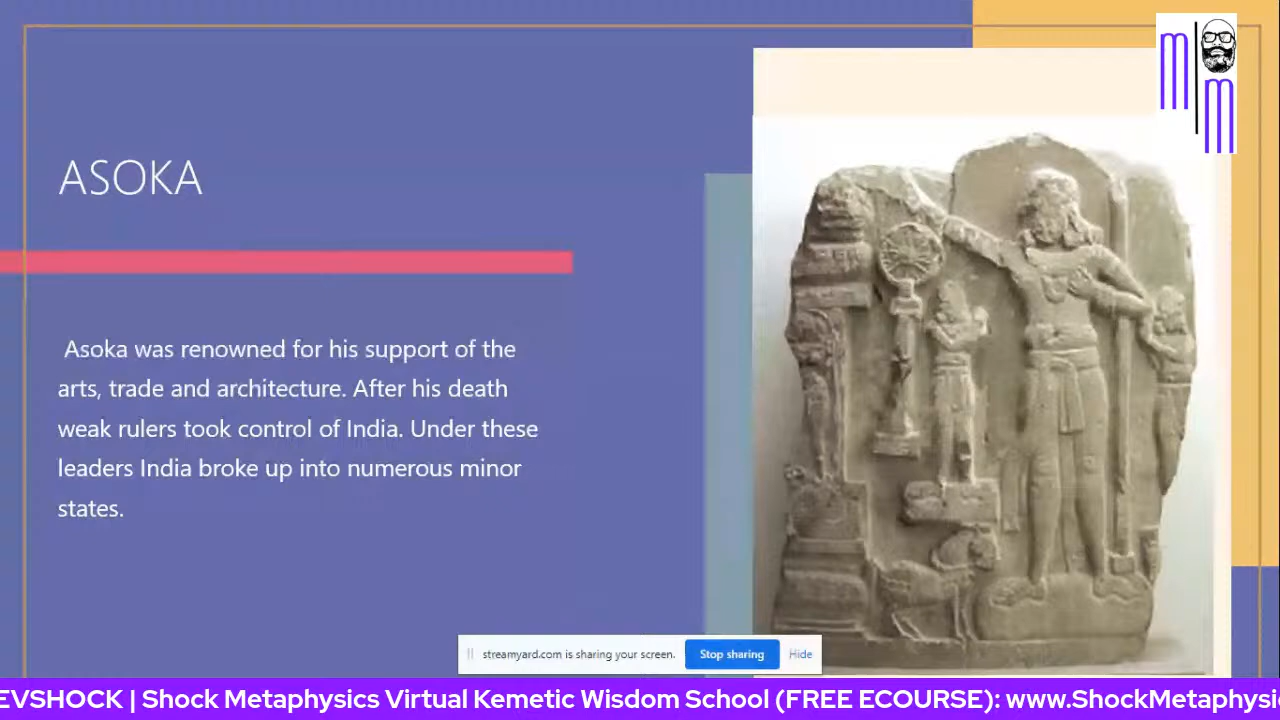 ASOKA
Asoka was renowned for his support of the
arts, trade and architecture. After his death
weak rulers took control of India. Under these
leaders India broke up into numerous minor
states.
streamyard.com is sharing your screen. Stop sharing Hide
EVSHOCK | Shock Metaphysics Virtual Kemetic Wisdom School (FREE ECOURSE): www.ShockMetaphysi